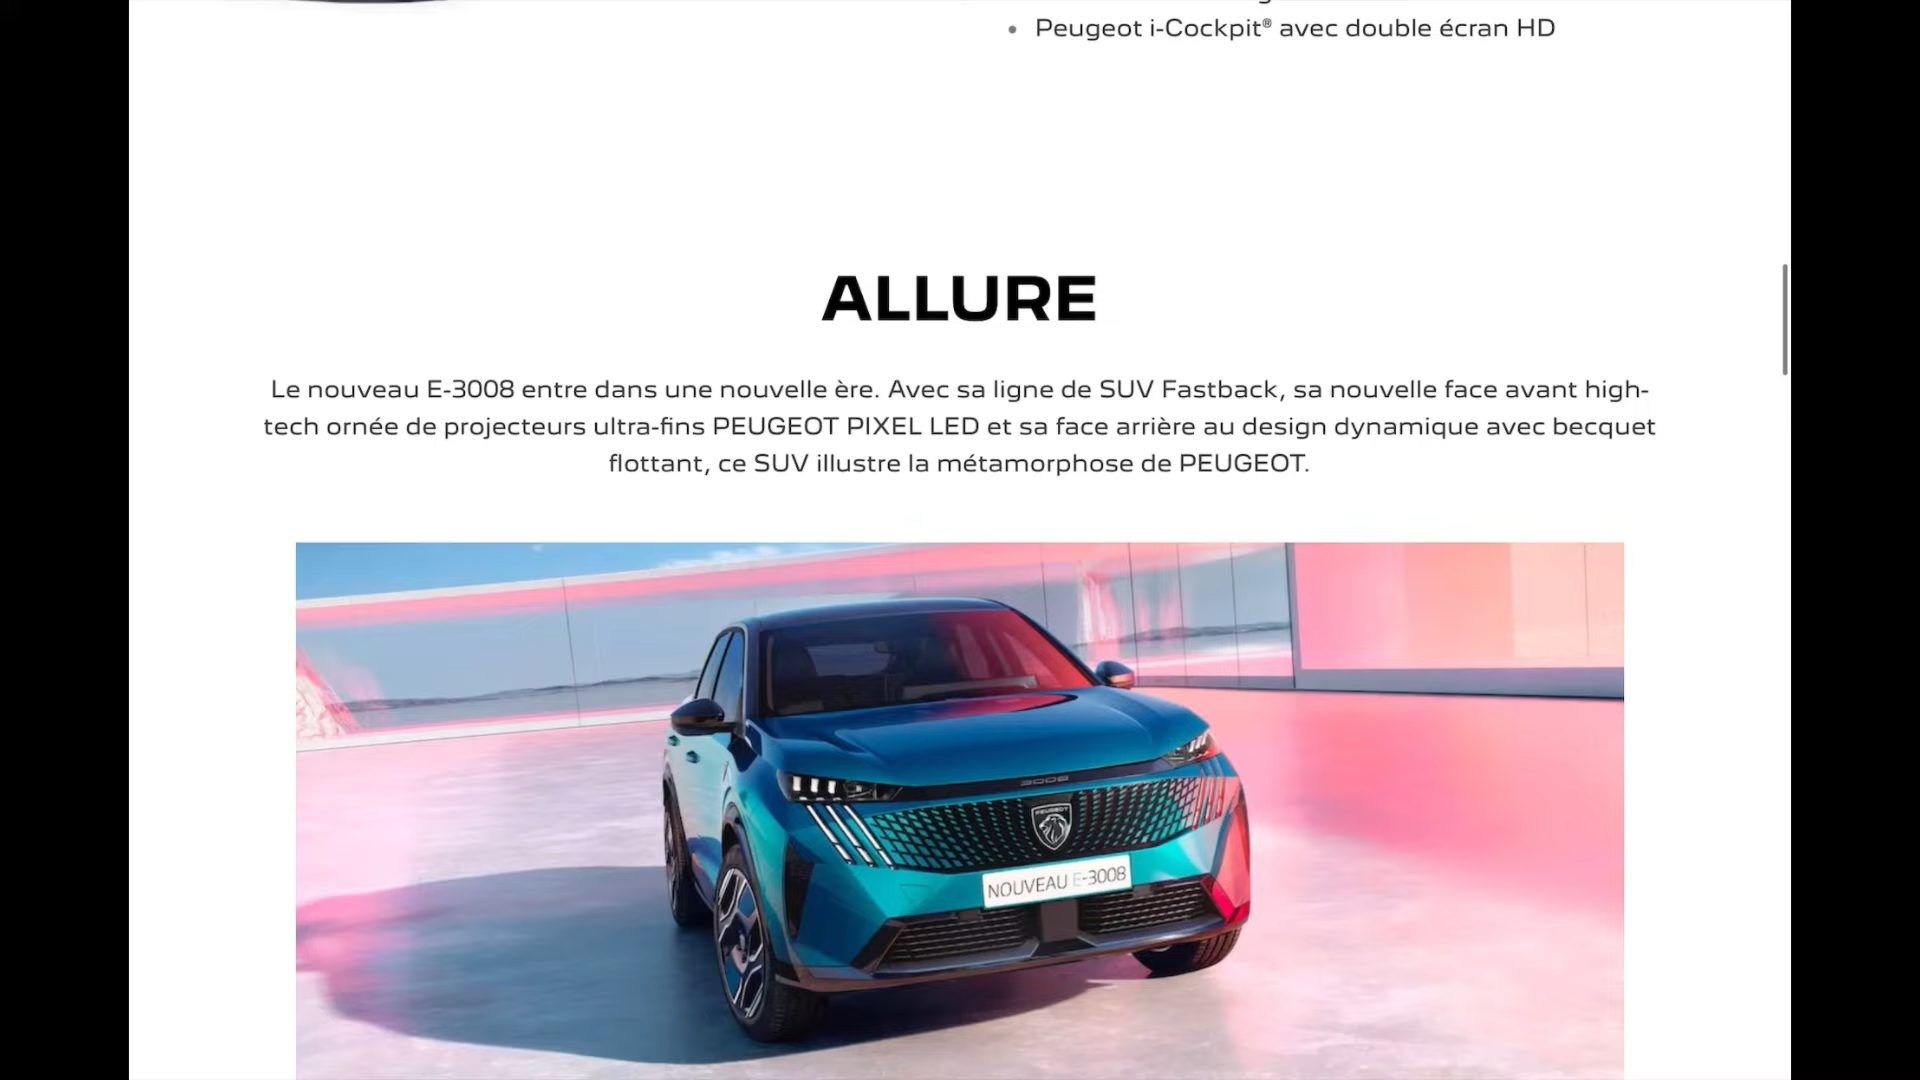 Peugeot i-Cockpit® avec double écran HD
ALLURE
Le nouveau E-3008 entre dans une nouvelle ère. Avec sa ligne de SUV Fastback, sa nouvelle face avant high-
tech ornée de projecteurs ultra-fins PEUGEOT PIXEL LED et sa face arrière au design dynamique avec becquet
flottant, ce SUV illustre la métamorphose de PEUGEOT.
3008
PEUGEOT
NOUVEAU E-3008